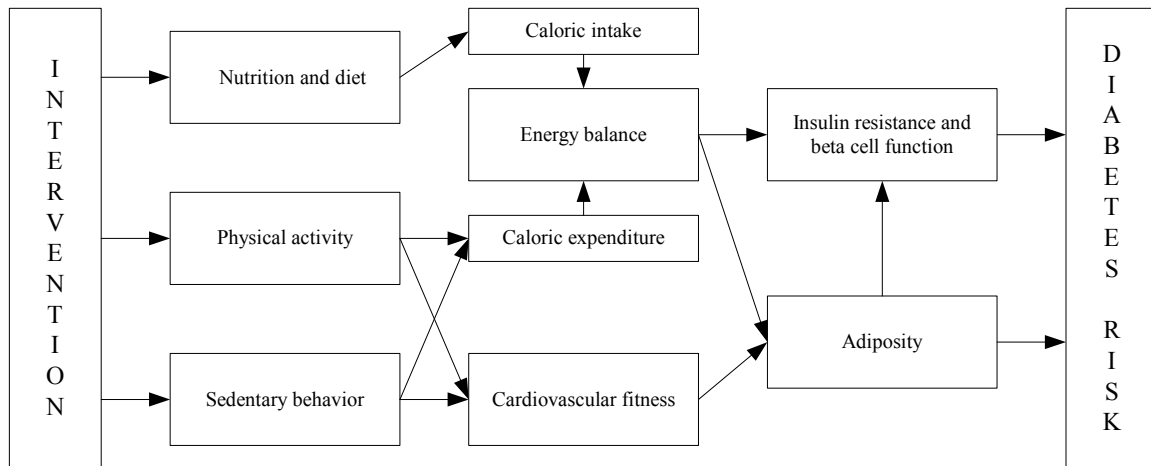 INTERVENTION
Nutrition and diet
Physical activity
Sedentary behavior
Caloric intake
Energy balance
Caloric expenditure
Cardiovascular fitness
Insulin resistance and
beta cell function
Adiposity
DIABETES RISK